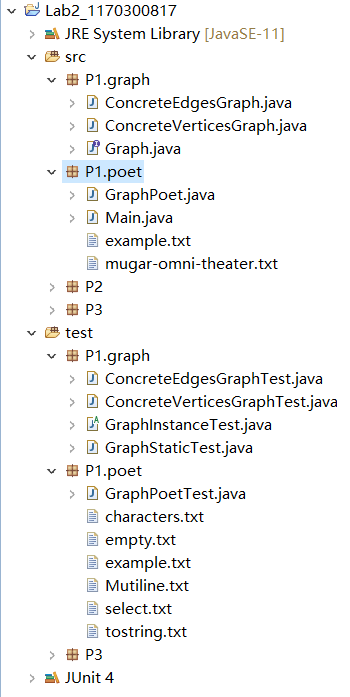 Lab2_1170300817
JRE System Library [JavaSE-11]
src
P1.graph
ConcreteEdgesGraph.java
ConcreteVerticesGraph.java
Graph.java
P1.poet
GraphPoet.java
Main.java
example.txt
mugar-omni-theater.txt
P2
P3
test
P1.graph
ConcreteEdgesGraphTest.java
ConcreteVerticesGraphTest.java
GraphInstanceTest.java
GraphStaticTest.java
P1.poet
GraphPoetTest.java
characters.txt
empty.txt
example.txt
Mutiline.txt
select.txt
tostring.txt
P3
JUnit 4